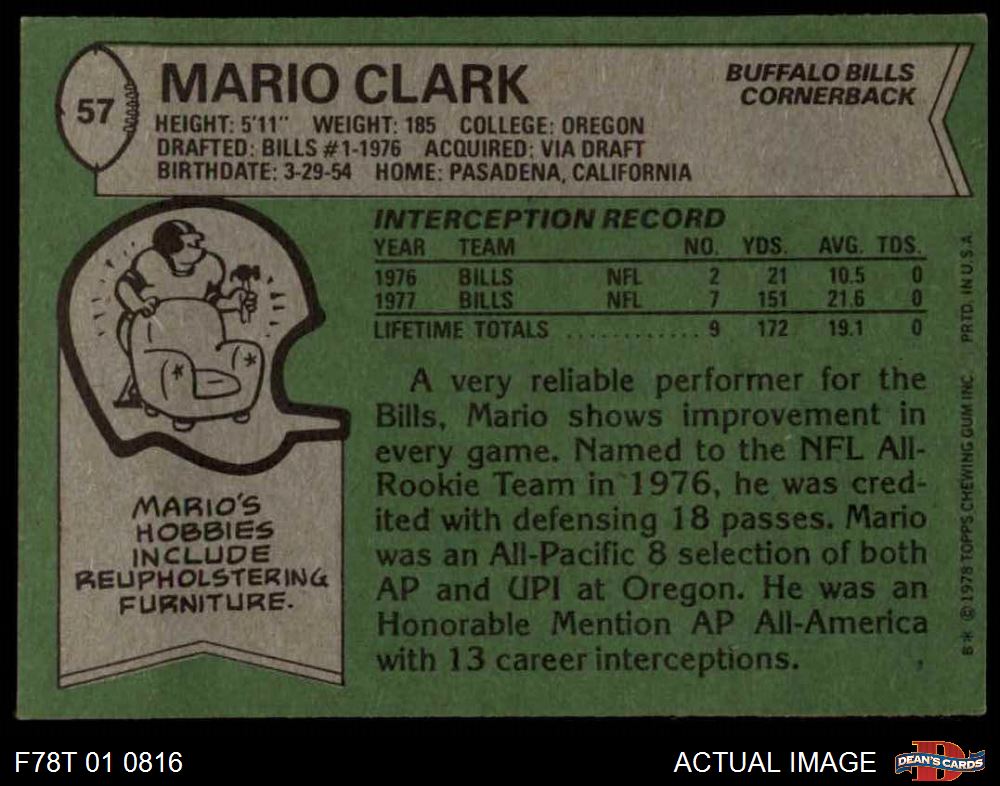 57
MARIO CLARK
BUFFALO BILLS
CORNERBACK
HEIGHT: 5'11" WEIGHT: 185 COLLEGE: OREGON
DRAFTED: BILLS #1-1976 ACQUIRED: VIA DRAFT
BIRTHDATE: 3-29-54 HOME: PASADENA, CALIFORNIA
INTERCEPTION RECORD
YEAR TEAM NO. YDS. AVG. TDS.
1976 BILLS NFL 2 21 10.5 0
1977 BILLS NFL 7 151 21.6 0
LIFETIME TOTALS ............ 9 172 19.1 0
A very reliable performer for the
Bills, Mario shows improvement in
every game. Named to the NFL All-
Rookie Team in 1976, he was cred-
ited with defensing 18 passes. Mario
was an All-Pacific 8 selection of both
AP and UPI at Oregon. He was an
Honorable Mention AP All-America
with 13 career interceptions.
MARIO'S
HOBBIES
INCLUDE
REUPHOLSTERING
FURNITURE.
B* © 1978 TOPPS CHEWING GUM INC. PRTD. IN U.S.A.
F78T 01 0816
ACTUAL IMAGE
D
DEAN'S CARDS